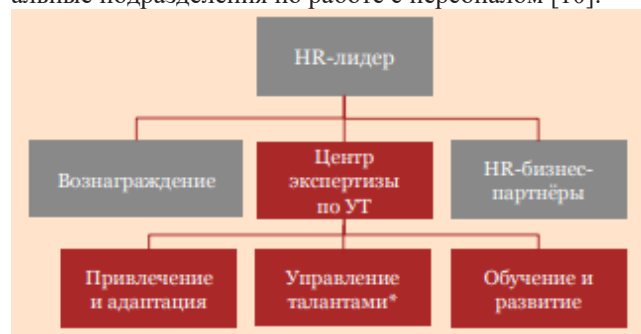 альные подразделения по работе с персоналом [10].
HR-лидер
Вознаграждение
Центр
экспертизы
по УТ
HR-бизнес-
партнёры
Привлечение
и адаптация
Управление
талантами*
Обучение и
развитие